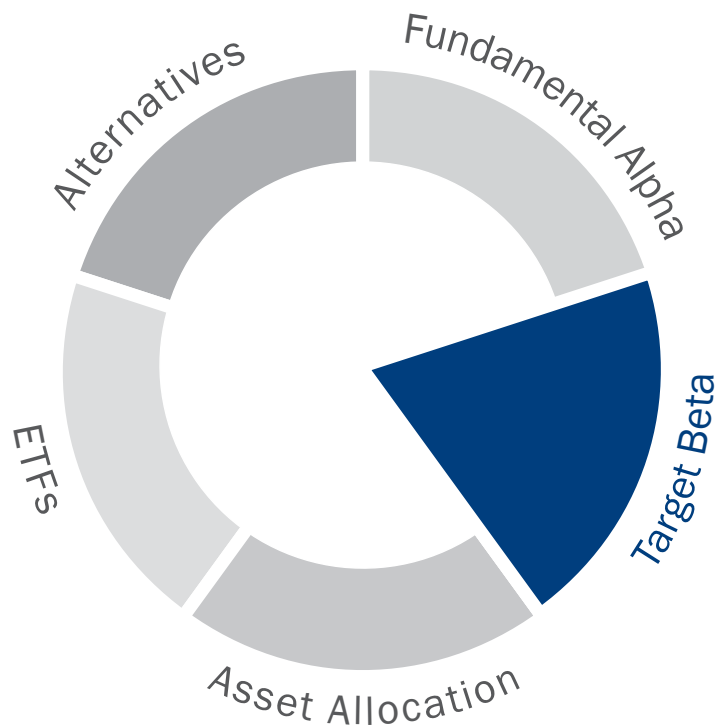 Fundamental Alpha
Target Beta
Asset Allocation
ETFs
Alternatives